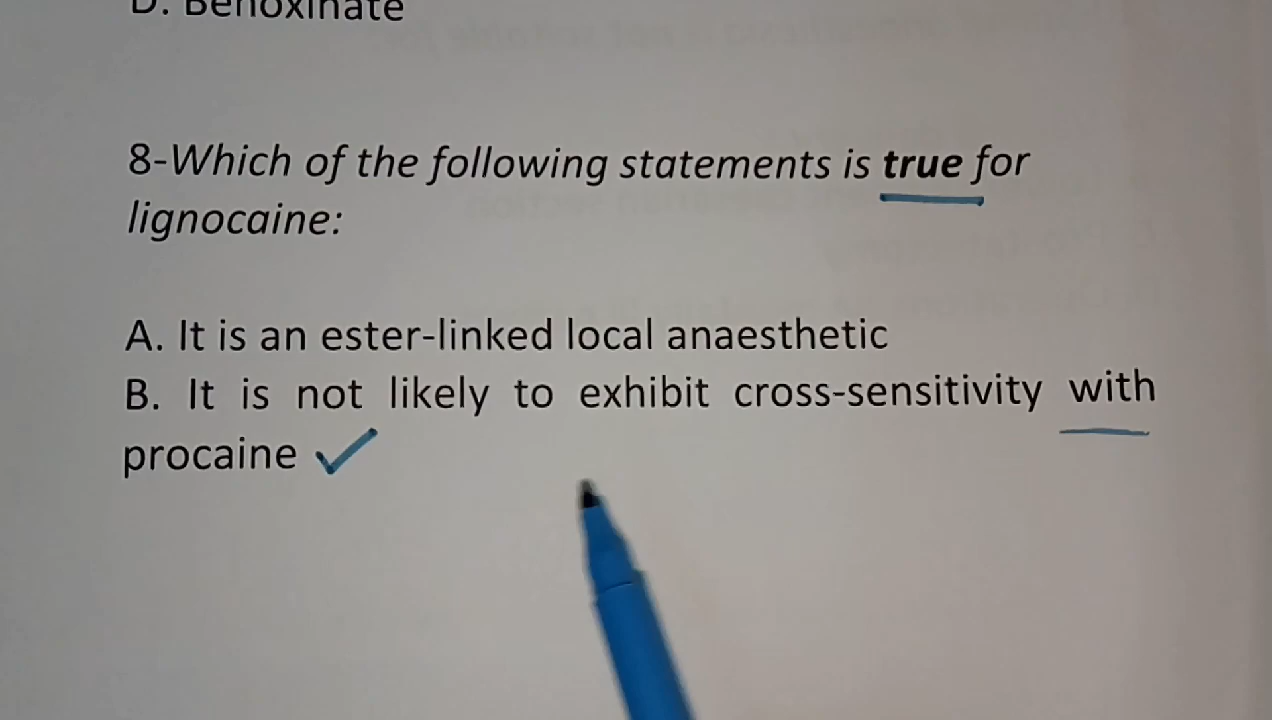 D. Benoxinate
8-Which of the following statements is true for
lignocaine:
A. It is an ester-linked local anaesthetic
B. It is not likely to exhibit cross-sensitivity with
procaine